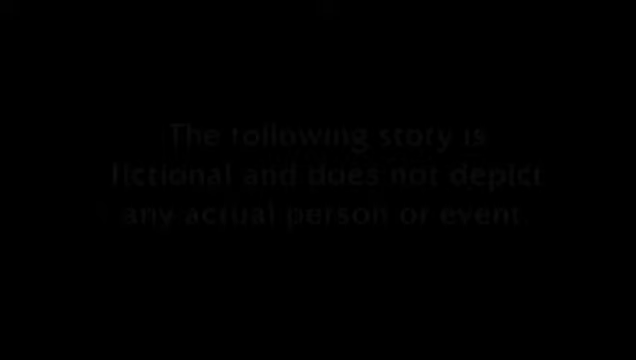 The following story is
fictional and does not depict
any actual person or event